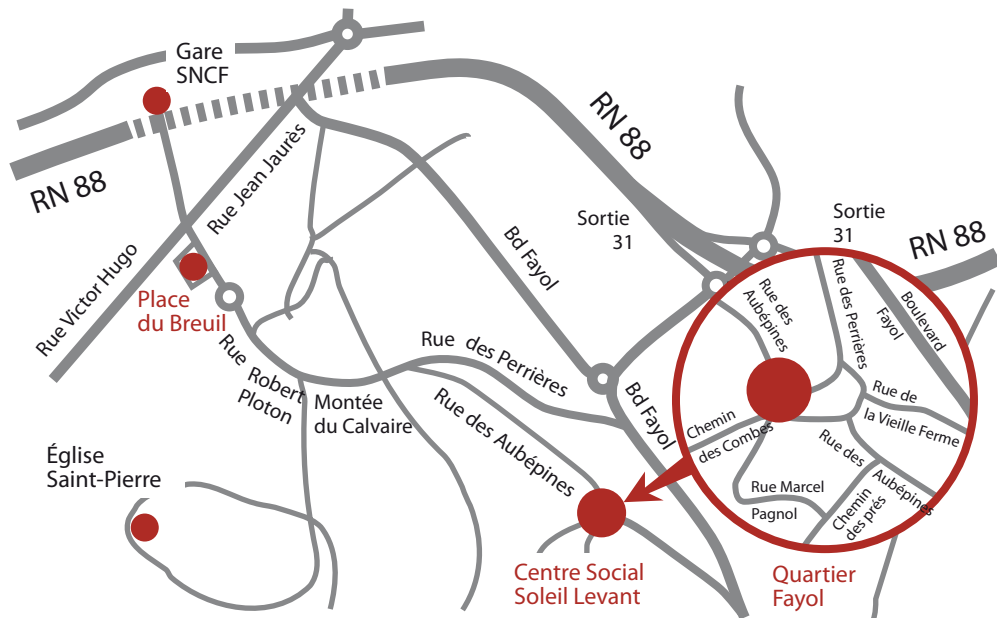 Gare
SNCF
RN 88
Rue Jean Jaurès
Rue Victor Hugo
Place
du Breuil
RN 88
Sortie
31
Bd Fayol
Sortie
31
RN 88
Rue Robert
Ploton
Montée
du Calvaire
Rue des Perrières
Rue des Aubépines
Bd Fayol
Église
Saint-Pierre
Centre Social
Soleil Levant
Rue des
Aubépines
Rue des Perrières
Boulevard
Fayol
Chemin
des Combes
Rue de
la Vieille Ferme
Rue des
Aubépines
Rue Marcel
Pagnol
Chemin
des prés
Quartier
Fayol